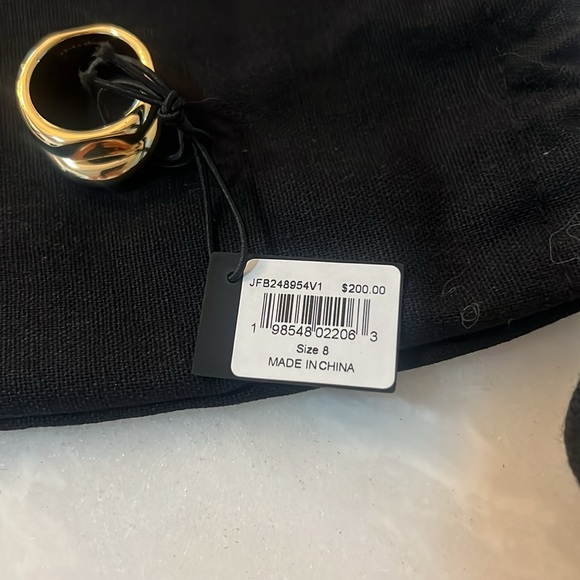 JFB248954V1 $200.00
1 98548 02206 3
Size 8
MADE IN CHINA